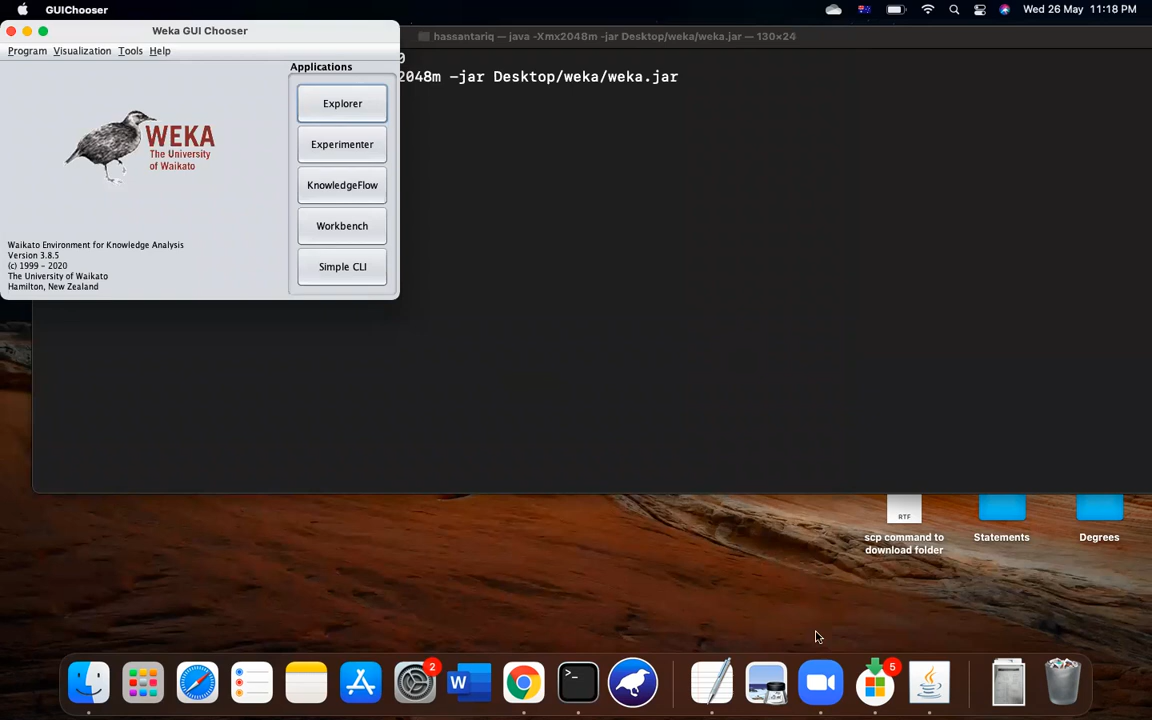 GUIChooser
Wed 26 May 11:18 PM
Weka GUI Chooser
hassantariq — java -Xmx2048m -jar Desktop/weka/weka.jar — 130×24
Program Visualization Tools Help
0
2048m -jar Desktop/weka/weka.jar
Applications
Explorer
Experimenter
KnowledgeFlow
Workbench
Simple CLI
WEKA
The University
of Waikato
Waikato Environment for Knowledge Analysis
Version 3.8.5
(c) 1999 - 2020
The University of Waikato
Hamilton, New Zealand
RTF
scp command to
download folder
Statements
Degrees
2
W
>_
5